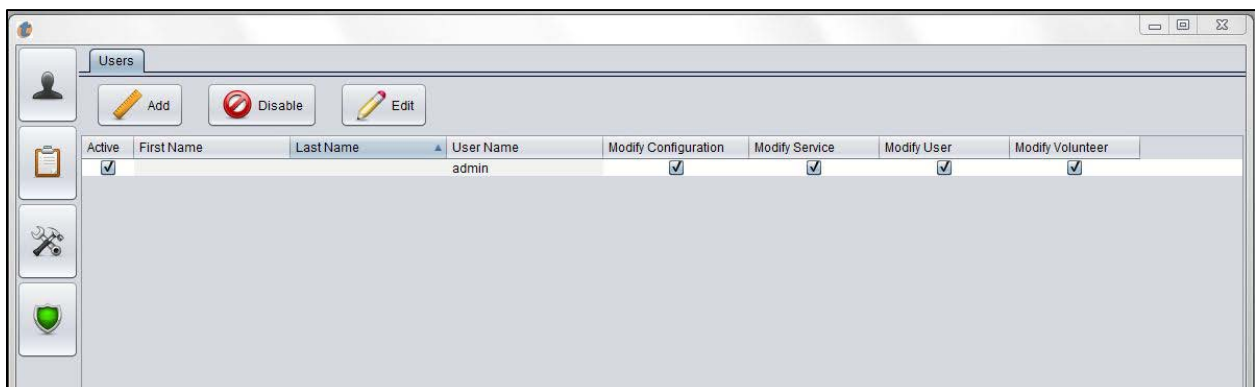 Users
Add Disable Edit
Active First Name Last Name User Name Modify Configuration Modify Service Modify User Modify Volunteer
admin